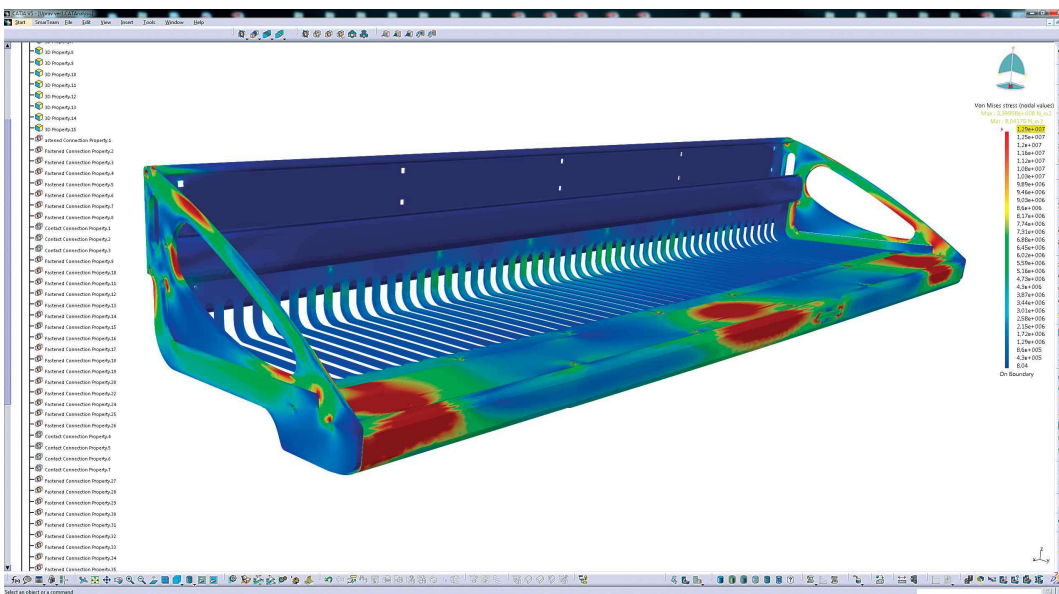 Start SmarTeam File Edit View Insert Tools Window Help
3D Property.8
3D Property.9
3D Property.10
3D Property.11
3D Property.12
3D Property.13
3D Property.14
3D Property.15
Fastened Connection Property.1
Fastened Connection Property.2
Fastened Connection Property.3
Fastened Connection Property.4
Fastened Connection Property.5
Fastened Connection Property.6
Fastened Connection Property.7
Fastened Connection Property.8
Contact Connection Property.1
Contact Connection Property.2
Contact Connection Property.3
Fastened Connection Property.9
Fastened Connection Property.10
Fastened Connection Property.11
Fastened Connection Property.12
Fastened Connection Property.13
Fastened Connection Property.14
Fastened Connection Property.15
Fastened Connection Property.16
Fastened Connection Property.17
Fastened Connection Property.18
Fastened Connection Property.19
Fastened Connection Property.20
Fastened Connection Property.22
Fastened Connection Property.24
Fastened Connection Property.25
Fastened Connection Property.26
Contact Connection Property.4
Contact Connection Property.5
Contact Connection Property.6
Contact Connection Property.7
Fastened Connection Property.27
Fastened Connection Property.28
Fastened Connection Property.29
Fastened Connection Property.30
Fastened Connection Property.31
Fastened Connection Property.32
Fastened Connection Property.33
Fastened Connection Property.34
Fastened Connection Property.35
Von Mises stress (nodal values)
1,29e+007
1,25e+007
1,2e+007
1,16e+007
1,12e+007
1,08e+007
1,03e+007
9,89e+006
9,46e+006
9,03e+006
8,6e+006
8,17e+006
7,74e+006
7,31e+006
6,88e+006
6,45e+006
6,02e+006
5,59e+006
5,16e+006
4,73e+006
4,3e+006
3,87e+006
3,44e+006
3,01e+006
2,58e+006
2,15e+006
1,72e+006
1,29e+006
8,6e+005
4,3e+005
8,04
On Boundary
Select an object or a command